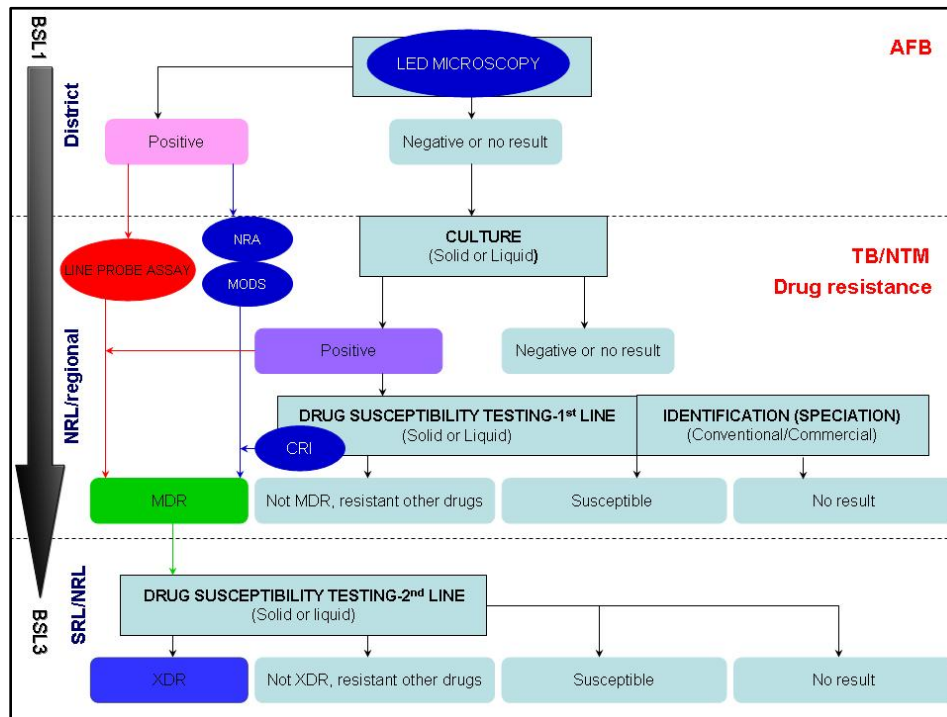 BSL1
AFB
LED MICROSCOPY
District
Positive
Negative or no result
NRA
CULTURE
(Solid or Liquid)
TB/NTM
LINE PROBE ASSAY
MODS
Drug resistance
NRL/regional
Positive
Negative or no result
DRUG SUSCEPTIBILITY TESTING-1st LINE
(Solid or Liquid)
IDENTIFICATION (SPECIATION)
(Conventional/Commercial)
CRI
MDR
Not MDR, resistant other drugs
Susceptible
No result
SRL/NRL
BSL3
DRUG SUSCEPTIBILITY TESTING-2nd LINE
(Solid or liquid)
XDR
Not XDR, resistant other drugs
Susceptible
No result